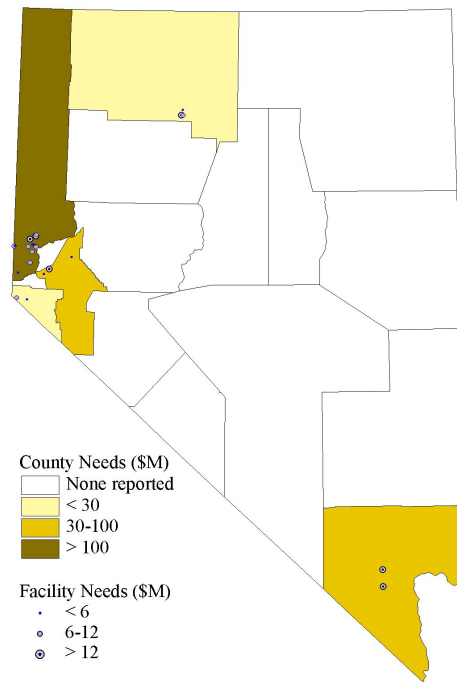 County Needs ($M)
None reported
< 30
30-100
> 100
Facility Needs ($M)
< 6
6-12
> 12